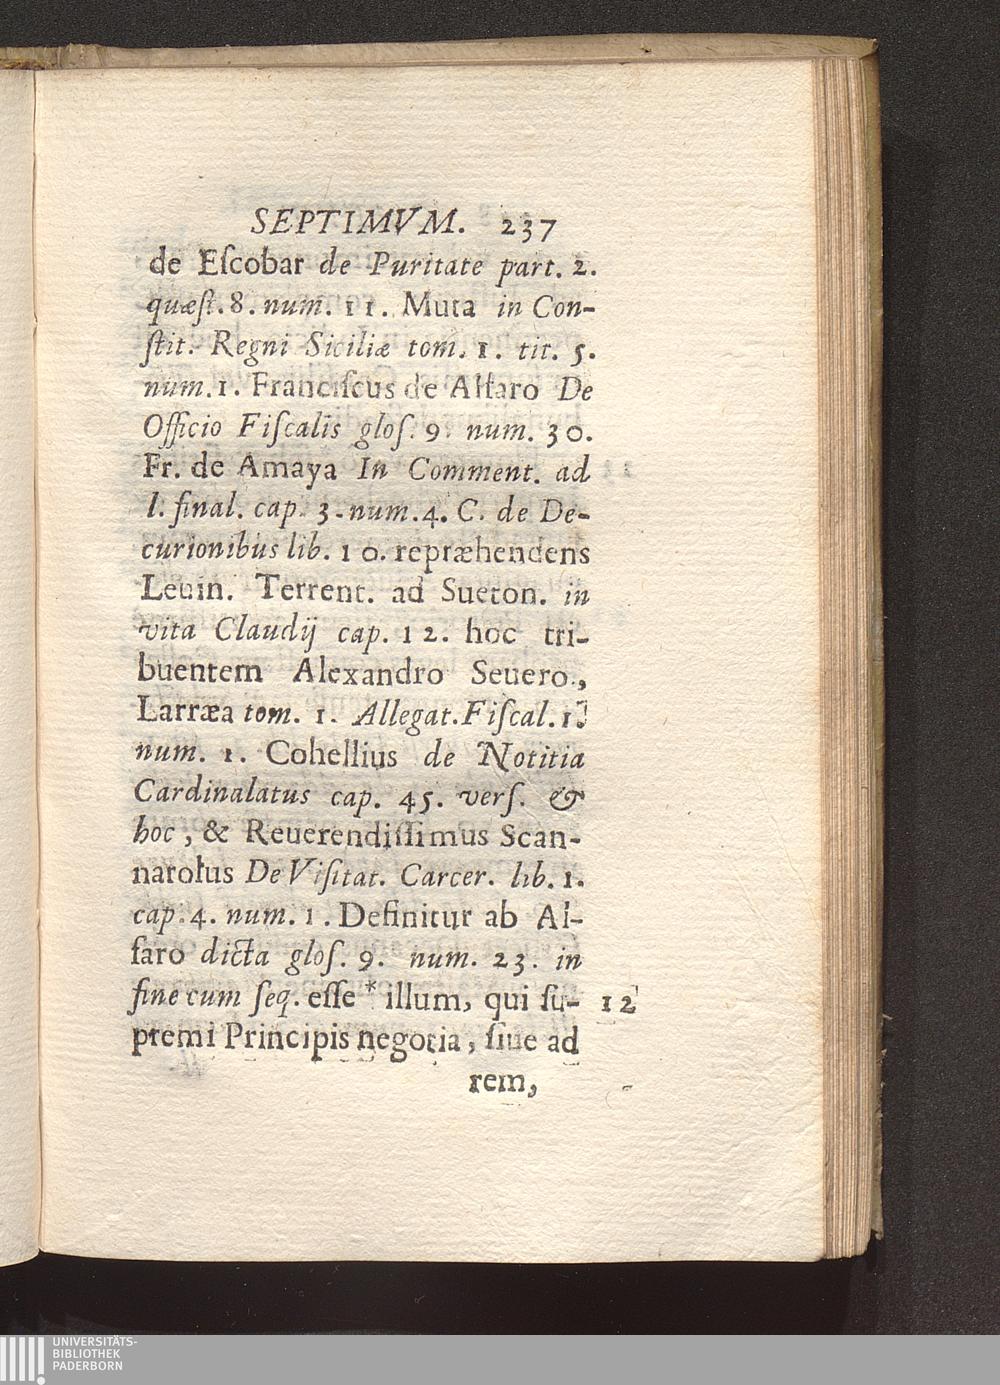 SEPTIMVM. 237
de Eſcobar de Puritate part. 2.
quæſt. 8. num. 11. Muta in Con-
ſtit. Regni Siciliæ tom. 1. tit. 5.
num. 1. Franciſcus de Alfaro De
Officio Fiſcalis gloſ. 9. num. 30.
Fr. de Amaya In Comment. ad
l. final. cap. 3. num. 4. C. de De-
curionibus lib. 10. repræhendens
Leuin. Terrent. ad Sueton. in
vita Claudij cap. 12. hoc tri-
buentem Alexandro Seuero,
Larræa tom. 1. Allegat. Fiſcal. 1
num. 1. Cohellius de Notitia
Cardinalatus cap. 45. verſ. &
hoc, & Reuerendiſſimus Scan-
narolus De Viſitat. Carcer. lib. 1.
cap. 4. num. 1. Definitur ab Al-
faro dicta gloſ. 9. num. 23. in
fine cum ſeq. eſſe * illum, qui ſu- 12
premi Principis negotia, ſiue ad
rem,
UNIVERSITÄTS-
BIBLIOTHEK
PADERBORN